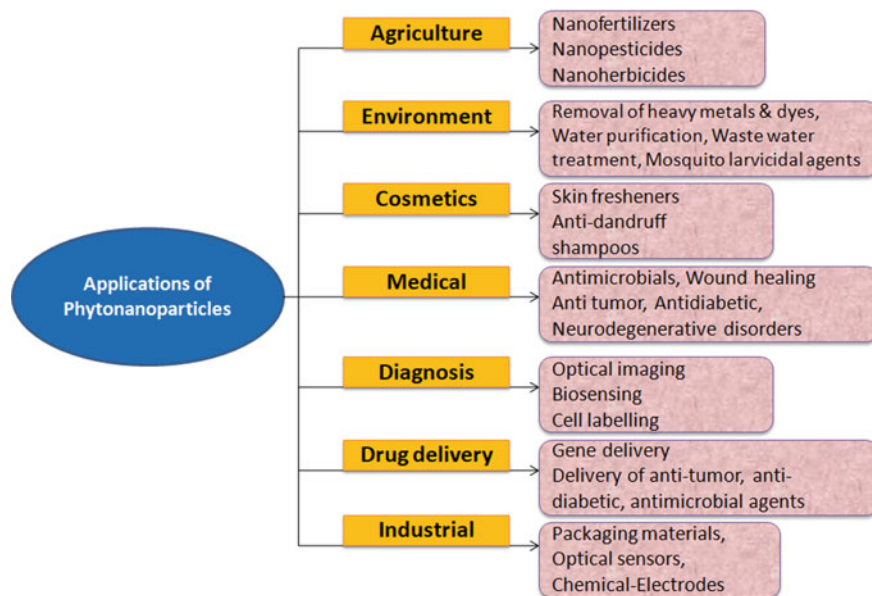 Agriculture
Nanofertilizers
Nanopesticides
Nanoherbicides
Environment
Removal of heavy metals & dyes,
Water purification, Waste water
treatment, Mosquito larvicidal agents
Cosmetics
Skin fresheners
Anti-dandruff
shampoos
Applications of
Phytonanoparticles
Medical
Antimicrobials, Wound healing
Anti tumor, Antidiabetic,
Neurodegenerative disorders
Diagnosis
Optical imaging
Biosensing
Cell labelling
Drug delivery
Gene delivery
Delivery of anti-tumor, anti-
diabetic, antimicrobial agents
Industrial
Packaging materials,
Optical sensors,
Chemical-Electrodes